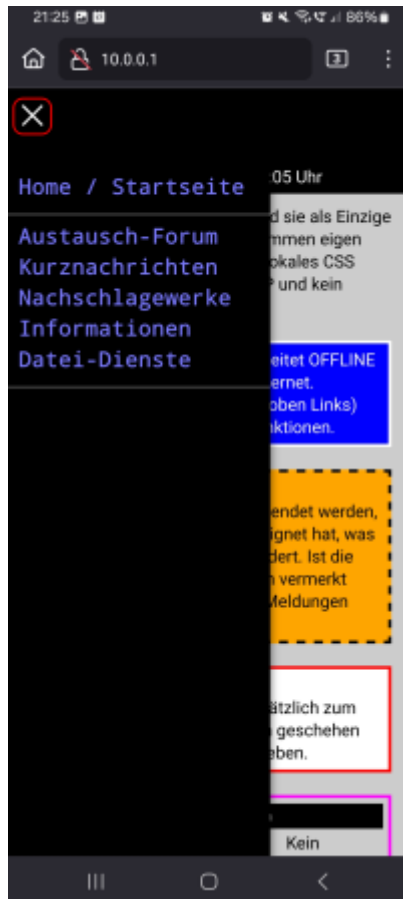 21:25
86%
10.0.0.1
3
:05 Uhr
Home / Startseite
d sie als Einzige
Austausch-Forum
mmen eigen
Kurznachrichten
okales CSS
Nachschlagewerke
und kein
Informationen
Datei-Dienste
eitet OFFLINE
ernet.
oben Links)
nktionen.
endet werden,
ignet hat, was
dert. Ist die
vermerkt
Meldungen
ätzlich zum
geschehen
eben.
Kein